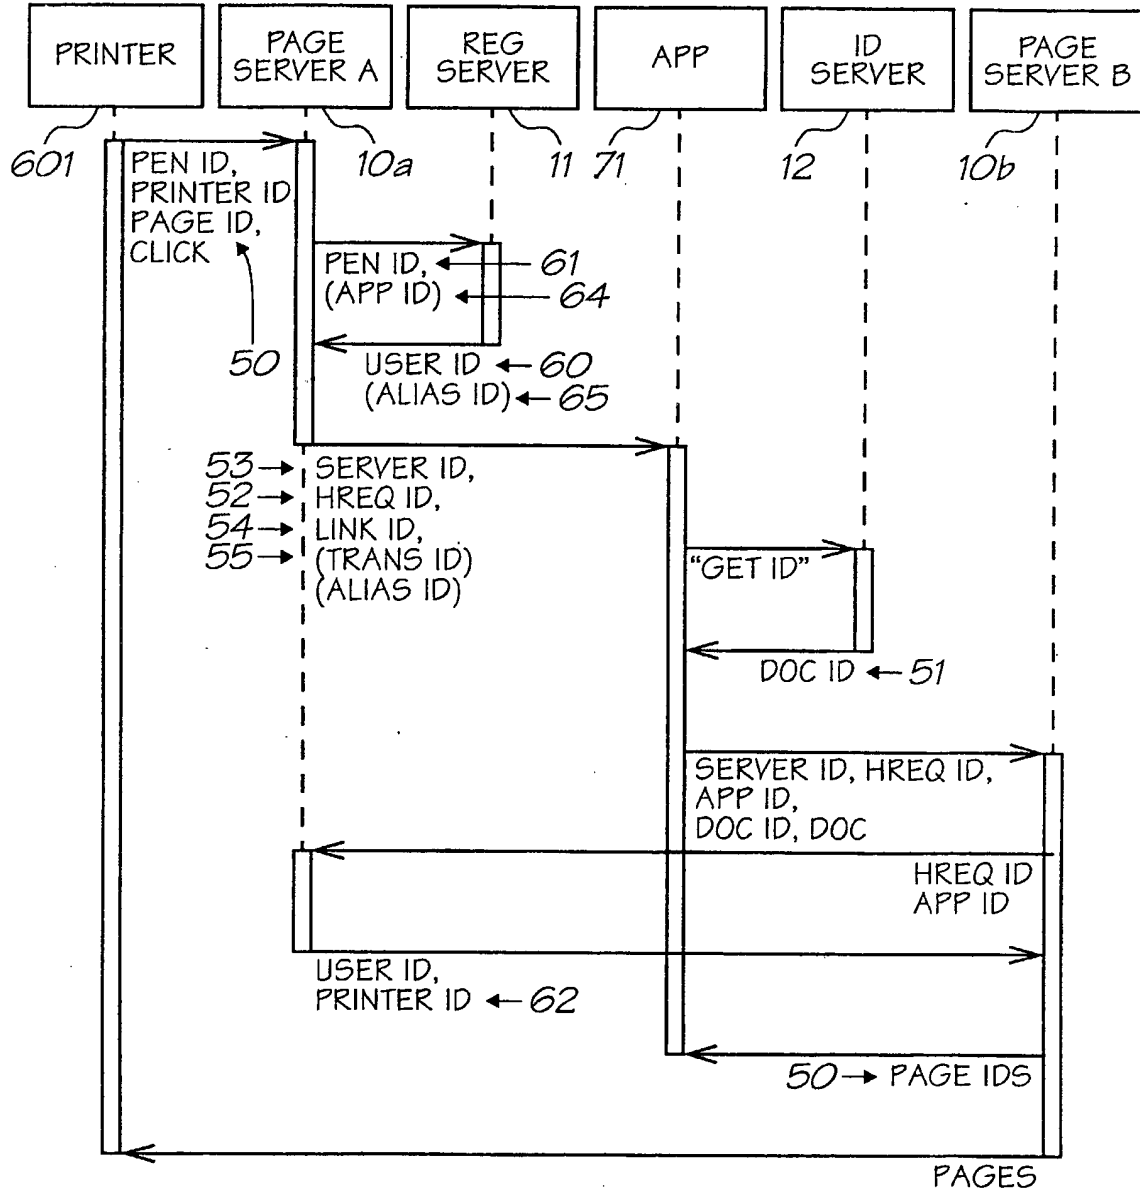 PRINTER
PAGE
SERVER A
REG
SERVER
APP
ID
SERVER
PAGE
SERVER B
601
10a
11
71
12
10b
PEN ID,
PRINTER ID
PAGE ID,
CLICK
50
PEN ID, 61
(APP ID) 64
USER ID 60
(ALIAS ID) 65
53 SERVER ID,
52 HREQ ID,
54 LINK ID,
55 (TRANS ID)
(ALIAS ID)
"GET ID"
DOC ID 51
SERVER ID, HREQ ID,
APP ID,
DOC ID, DOC
HREQ ID
APP ID
USER ID,
PRINTER ID 62
50 PAGE IDS
PAGES